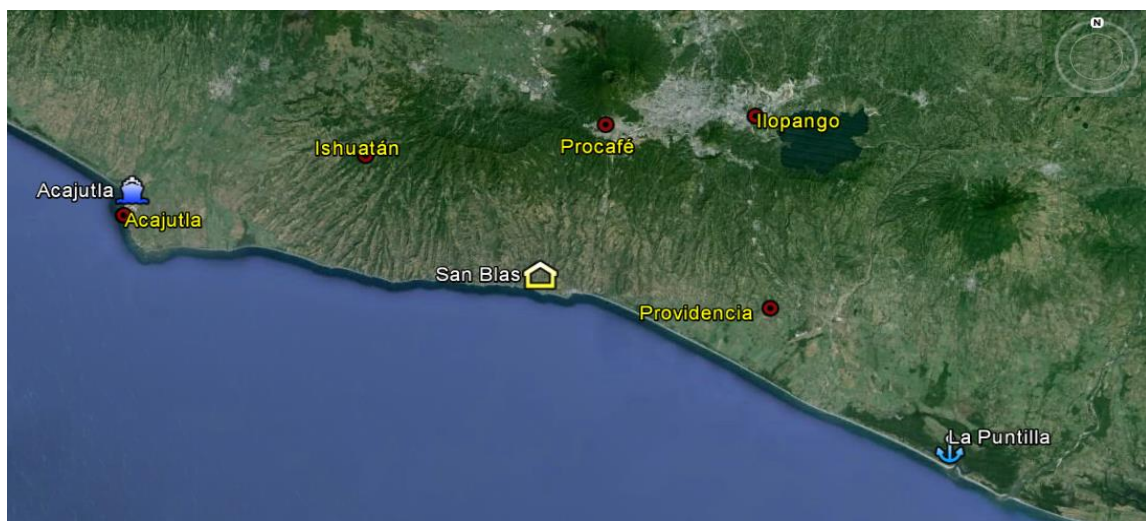 N
Ilopango
Procafé
Ishuatán
Acajutla
Acajutla
San Blas
Providencia
La Puntilla